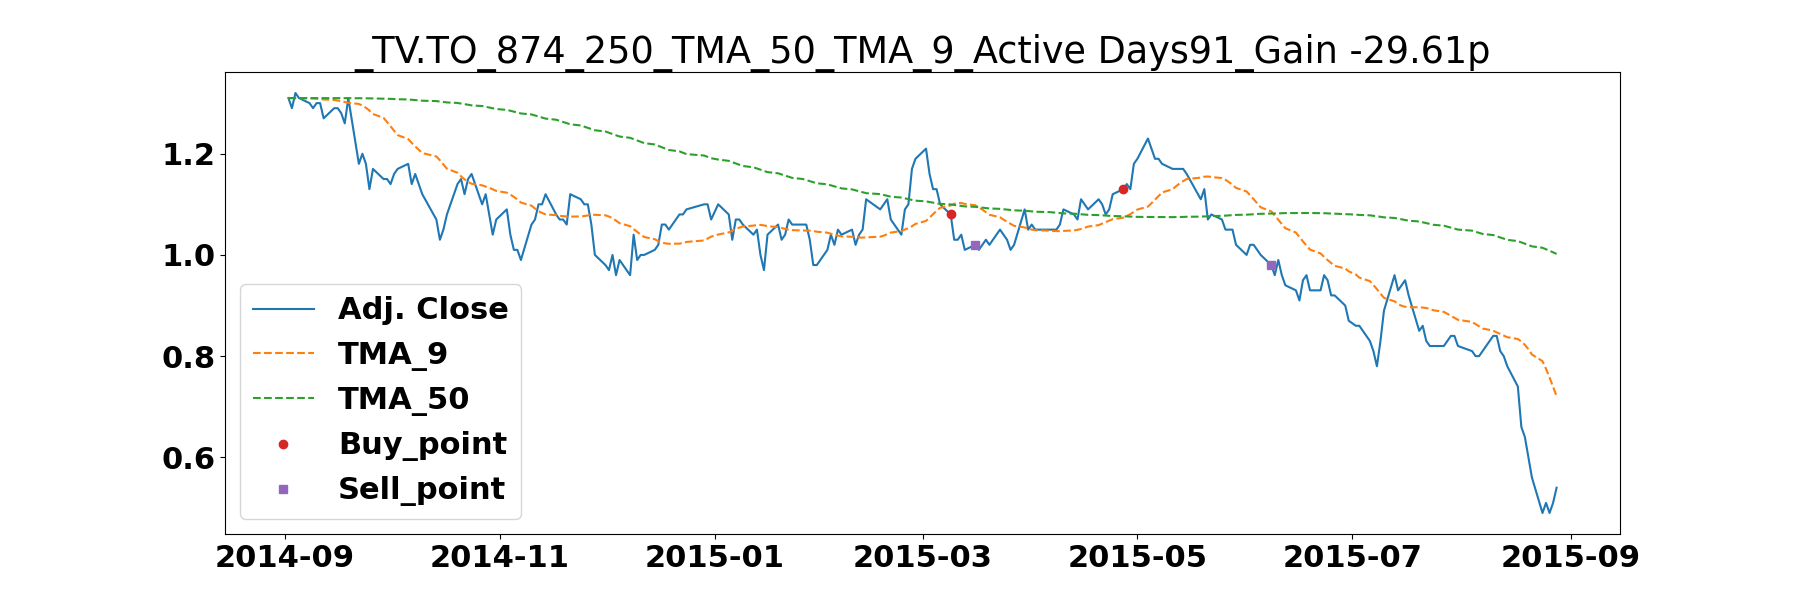 _TV.TO_874_250_TMA_50_TMA_9_Active Days91_Gain -29.61p
1.2
1.0
0.8
0.6
Adj. Close
TMA_9
TMA_50
Buy_point
Sell_point
2014-09 2014-11 2015-01 2015-03 2015-05 2015-07 2015-09